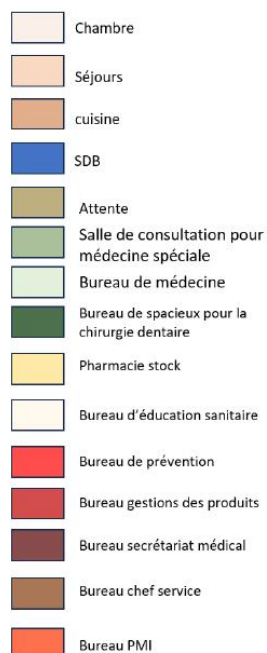 Chambre
Séjours
cuisine
SDB
Attente
Salle de consultation pour
médecine spéciale
Bureau de médecine
Bureau de spacieux pour la
chirurgie dentaire
Pharmacie stock
Bureau d'éducation sanitaire
Bureau de prévention
Bureau gestions des produits
Bureau secrétariat médical
Bureau chef service
Bureau PMI